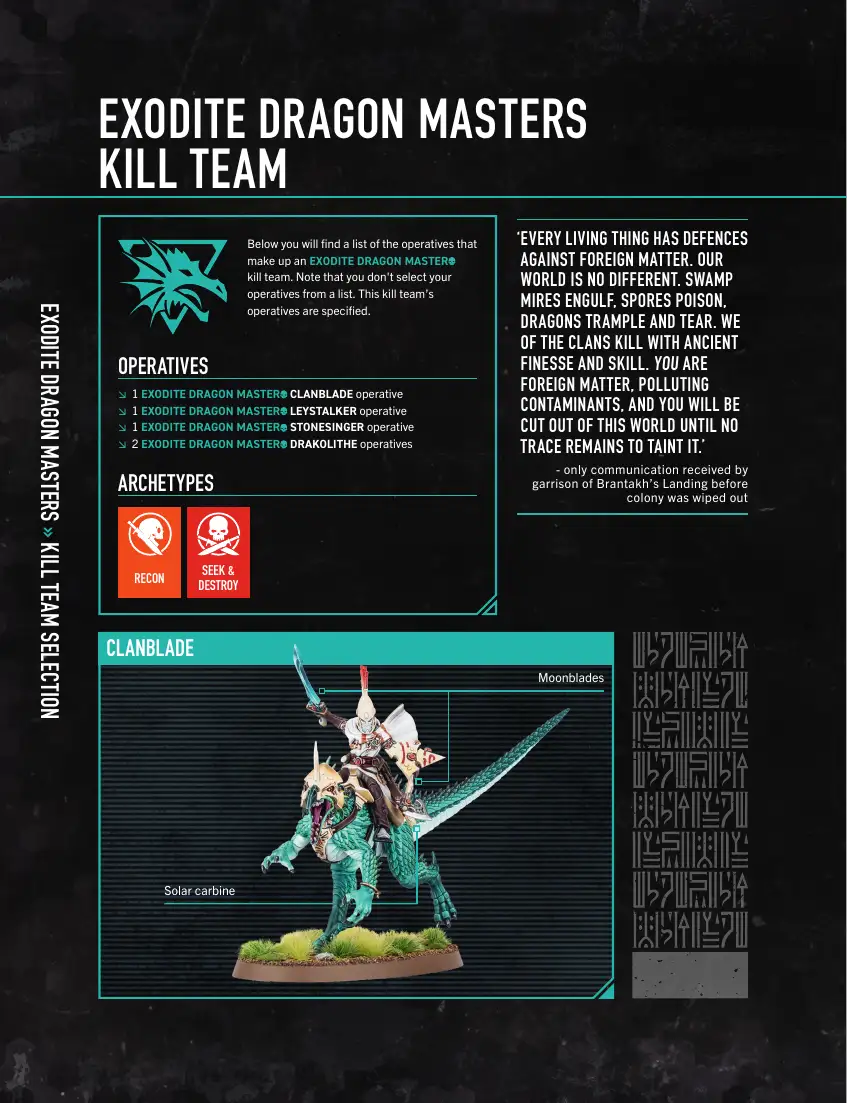 EXODITE DRAGON MASTERS
KILL TEAM
Below you will find a list of the operatives that
make up an EXODITE DRAGON MASTER
kill team. Note that you don't select your
operatives from a list. This kill team's
operatives are specified.
OPERATIVES
1 EXODITE DRAGON MASTER CLANBLADE operative
1 EXODITE DRAGON MASTER LEYSTALKER operative
1 EXODITE DRAGON MASTER STONESINGER operative
2 EXODITE DRAGON MASTER DRAKOLITHE operatives
ARCHETYPES
RECON
SEEK &
DESTROY
'EVERY LIVING THING HAS DEFENCES
AGAINST FOREIGN MATTER. OUR
WORLD IS NO DIFFERENT. SWAMP
MIRES ENGULF, SPORES POISON,
DRAGONS TRAMPLE AND TEAR. WE
OF THE CLANS KILL WITH ANCIENT
FINESSE AND SKILL. YOU ARE
FOREIGN MATTER, POLLUTING
CONTAMINANTS, AND YOU WILL BE
CUT OUT OF THIS WORLD UNTIL NO
TRACE REMAINS TO TAINT IT.'
- only communication received by
garrison of Brantakh's Landing before
colony was wiped out
EXODITE DRAGON MASTERS » KILL TEAM SELECTION
CLANBLADE
Moonblades
Solar carbine